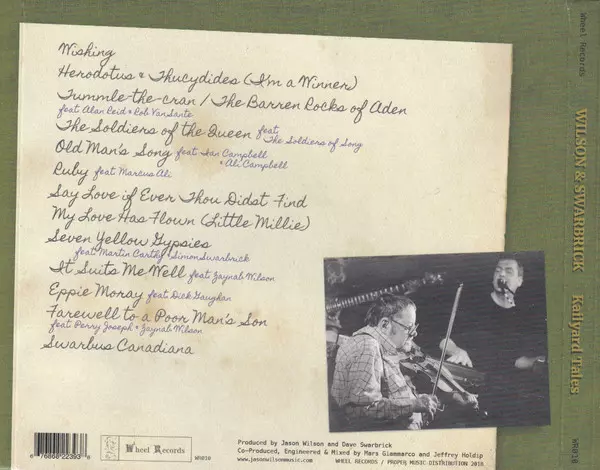 Wishing
Herodotus & Thucydides (I'm a Winner)
Tummle-the-cran / The Barren Rocks of Aden
feat Alan Reid & Rob Van Sante
The Soldiers of the Queen feat
The Soldiers of Song
Old Man's Song feat Ian Campbell
& Ali Campbell
Ruby feat Marcus Ali
Say Love if Ever Thou Didst Find
My Love Has Flown (Little Millie)
Seven Yellow Gypsies
feat Martin Carthy & Simon Swarbrick
It Suits Me Well feat Zaynab Wilson
Eppie Moray feat Dick Gaughan
Farewell to a Poor Man's Son
feat Perry Joseph & Zaynab Wilson
Swarbus Canadiana
Wheel Records
WR010
Produced by Jason Wilson and Dave Swarbrick
Co-Produced, Engineered & Mixed by Mars Giammarco and Jeffrey Holdip
www.jasonwilsonmusic.com
WHEEL RECORDS / PROPER MUSIC DISTRIBUTION
Wheel Records
WILSON & SWARBRICK
Kailyard Tales
WR010